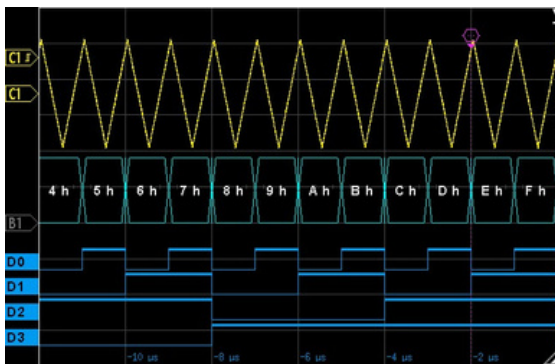 C1
C1
4 h 5 h 6 h 7 h 8 h 9 h A h B h C h D h E h F h
B1
D0
D1
D2
D3
-10 µs -8 µs -6 µs -4 µs -2 µs